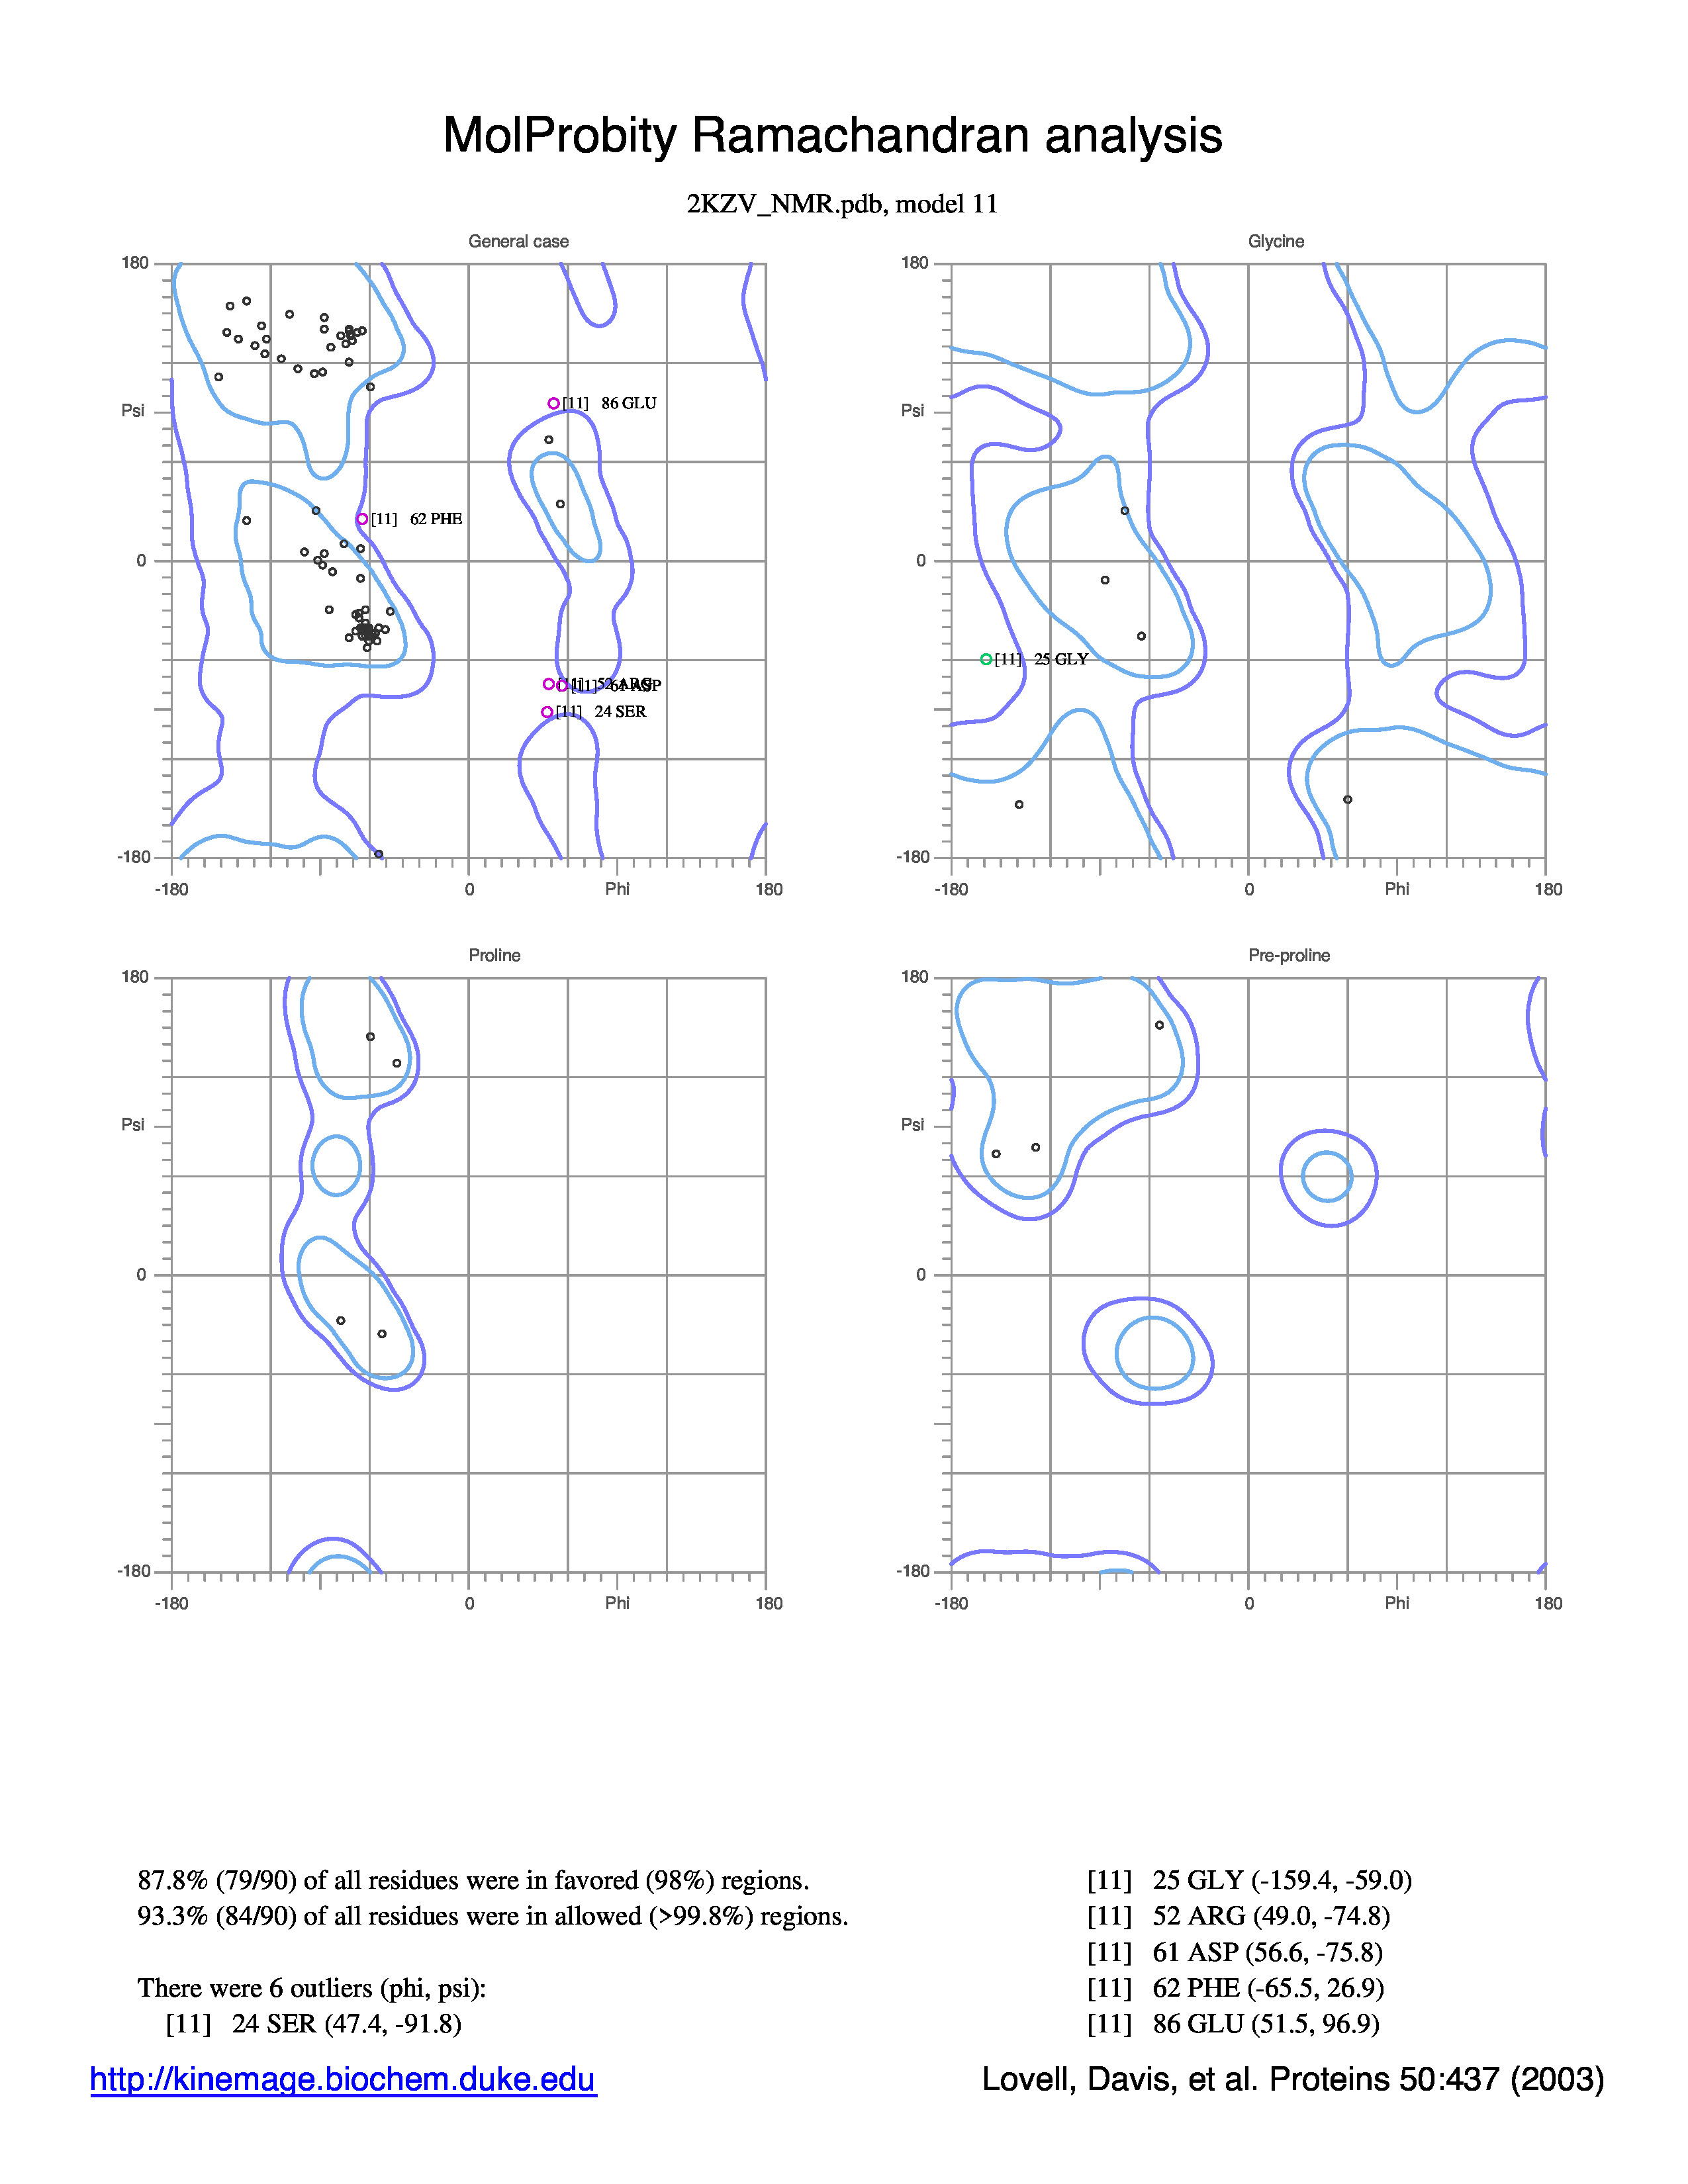 MolProbity Ramachandran analysis
2KZV_NMR.pdb, model 11
General case
180
Psi
0
-180
-180
0
Phi
180
[11] 86 GLU
[11] 62 PHE
[11] 52 ARG
[11] 61 ASP
[11] 24 SER
Glycine
180
Psi
0
-180
-180
0
Phi
180
[11] 25 GLY
Proline
180
Psi
0
-180
-180
0
Phi
180
Pre-proline
180
Psi
0
-180
-180
0
Phi
180
87.8% (79/90) of all residues were in favored (98%) regions.
93.3% (84/90) of all residues were in allowed (>99.8%) regions.
There were 6 outliers (phi, psi):
[11] 24 SER (47.4, -91.8)
[11] 25 GLY (-159.4, -59.0)
[11] 52 ARG (49.0, -74.8)
[11] 61 ASP (56.6, -75.8)
[11] 62 PHE (-65.5, 26.9)
[11] 86 GLU (51.5, 96.9)
http://kinemage.biochem.duke.edu
Lovell, Davis, et al. Proteins 50:437 (2003)